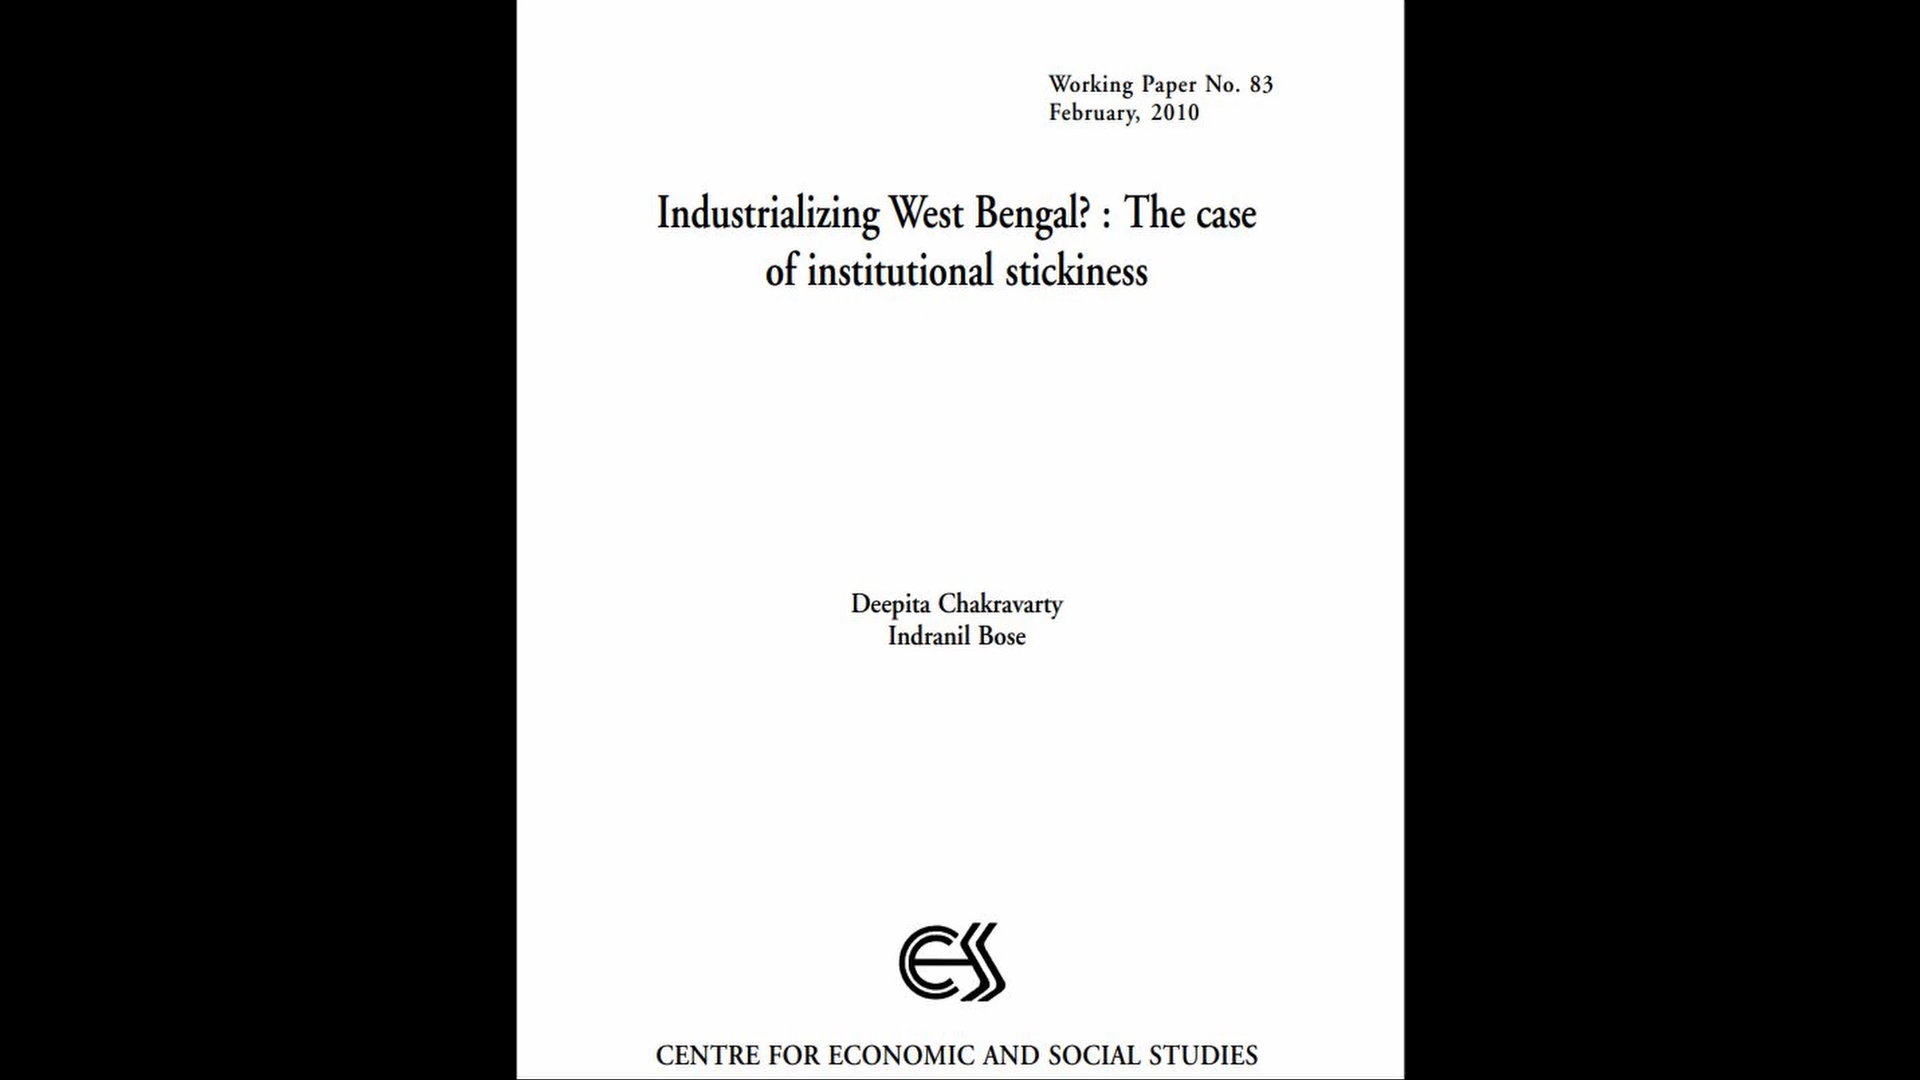 Working Paper No. 83
February, 2010
Industrializing West Bengal? : The case
of institutional stickiness
Deepita Chakravarty
Indranil Bose
CESS
CENTRE FOR ECONOMIC AND SOCIAL STUDIES